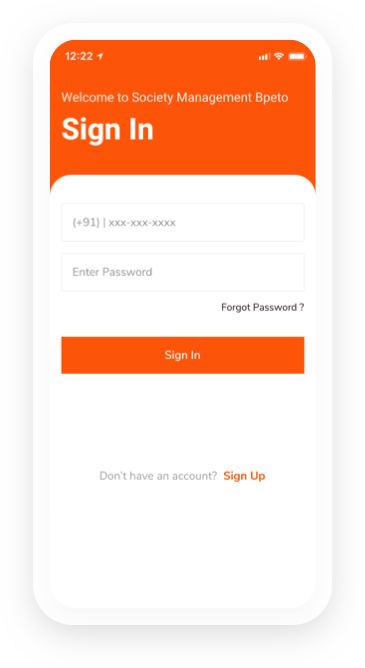 12:22
Welcome to Society Management Bpeto
Sign In
(+91) | xxx-xxx-xxxx
Enter Password
Forgot Password ?
Sign In
Don't have an account? Sign Up